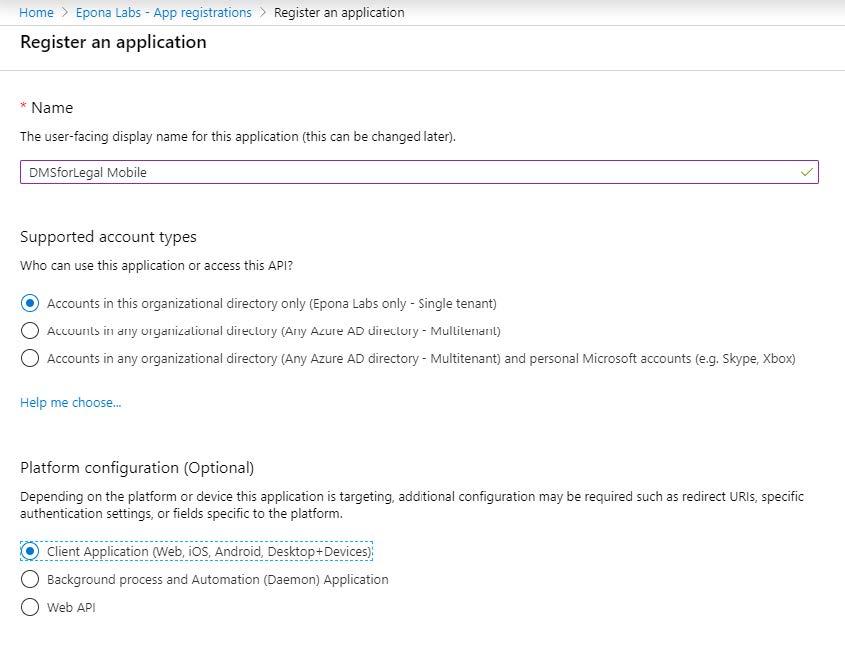 Home > Epona Labs - App registrations > Register an application
Register an application
* Name
The user-facing display name for this application (this can be changed later).
DMSforLegal Mobile
Supported account types
Who can use this application or access this API?
Accounts in this organizational directory only (Epona Labs only - Single tenant)
Accounts in any organizational directory (Any Azure AD directory - Multitenant)
Accounts in any organizational directory (Any Azure AD directory - Multitenant) and personal Microsoft accounts (e.g. Skype, Xbox)
Help me choose...
Platform configuration (Optional)
Depending on the platform or device this application is targeting, additional configuration may be required such as redirect URIs, specific
authentication settings, or fields specific to the platform.
Client Application (Web, iOS, Android, Desktop+Devices)
Background process and Automation (Daemon) Application
Web API